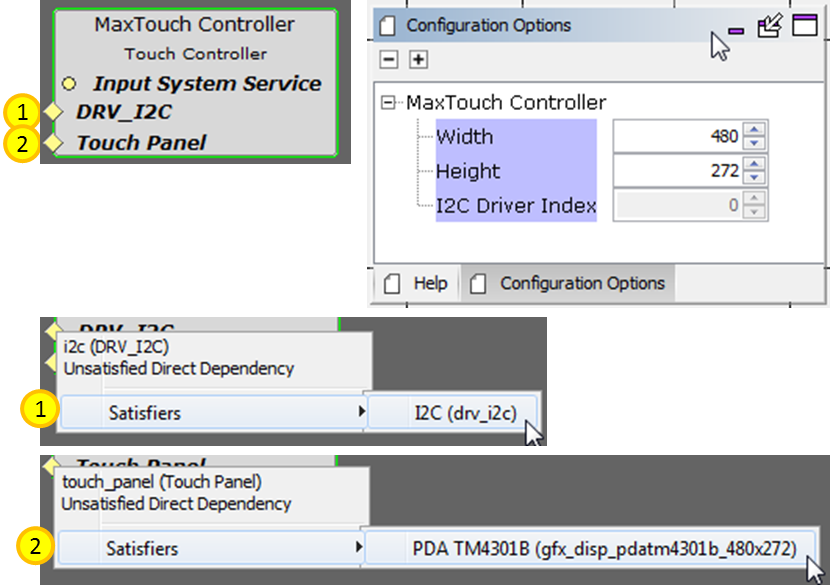 MaxTouch Controller
Touch Controller
Input System Service
1 DRV_I2C
2 Touch Panel
Configuration Options
MaxTouch Controller
Width 480
Height 272
I2C Driver Index 0
Help Configuration Options
DRV_I2C
i2c (DRV_I2C)
Unsatisfied Direct Dependency
1 Satisfiers I2C (drv_i2c)
Touch Panel
touch_panel (Touch Panel)
Unsatisfied Direct Dependency
2 Satisfiers PDA TM4301B (gfx_disp_pdatm4301b_480x272)